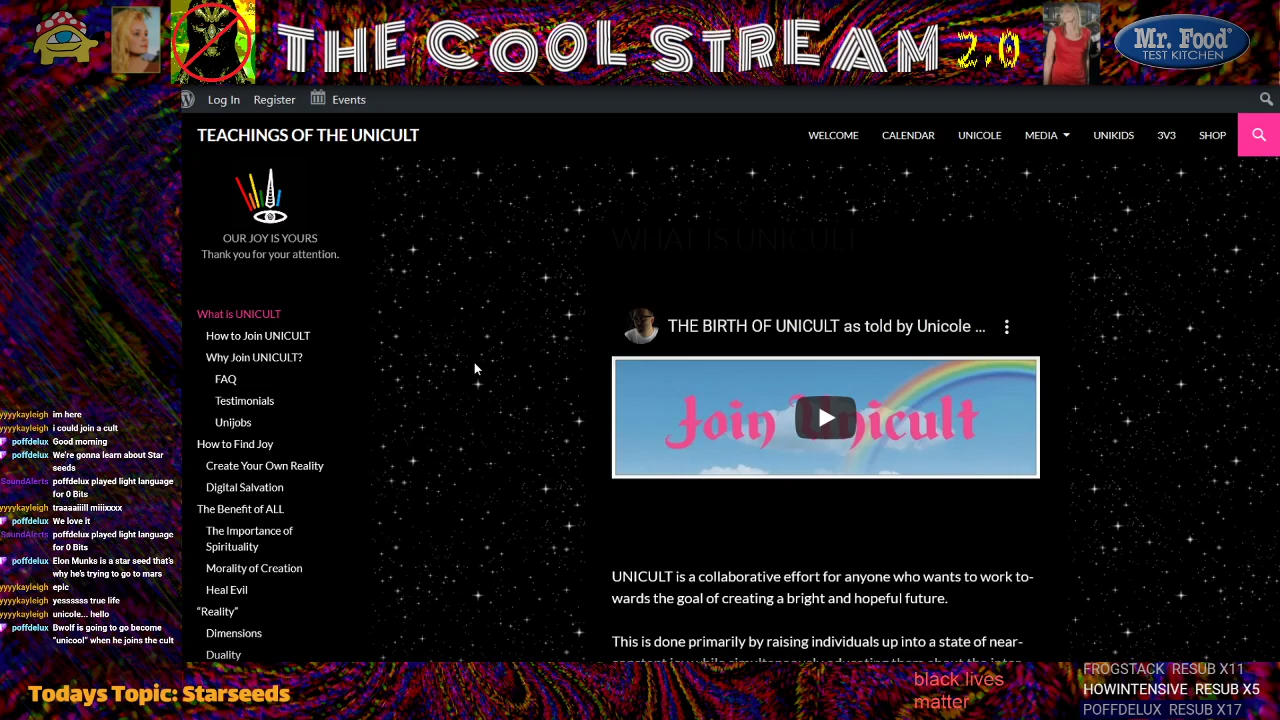 THE COOL STREAM 2.0
Mr. Food®
TEST KITCHEN
Log In Register Events
TEACHINGS OF THE UNICULT
WELCOME CALENDAR UNICOLE MEDIA UNIKIDS 3V3 SHOP
OUR JOY IS YOURS
Thank you for your attention.
What is UNICULT
How to Join UNICULT
Why Join UNICULT?
FAQ
Testimonials
Unijobs
How to Find Joy
Create Your Own Reality
Digital Salvation
The Benefit of ALL
The Importance of
Spirituality
Morality of Creation
Heal Evil
“Reality”
Dimensions
Duality
WHAT IS UNICULT
THE BIRTH OF UNICULT as told by Unicole ...
Join Unicult
UNICULT is a collaborative effort for anyone who wants to work to-
wards the goal of creating a bright and hopeful future.
This is done primarily by raising individuals up into a state of near-
yyyykayleigh im here
yyyykayleigh i could join a cult
poffdelux Good morning
poffdelux We're gonna learn about Star
seeds
SoundAlerts poffdelux played light language
for 0 Bits
yyyykayleigh traaaaiiill miiixxxx
poffdelux We love it
SoundAlerts poffdelux played light language
for 0 Bits
poffdelux Elon Munks is a star seed that's
why he's trying to go to mars
yyyykayleigh epic
yyyykayleigh yessssss true life
yyyykayleigh unicole... hello
poffdelux Bwolf is going to go become
"unicool" when he joins the cult
Todays Topic: Starseeds
black lives
matter
FROGSTACK RESUB X11
HOWINTENSIVE RESUB X5
POFFDELUX RESUB X17